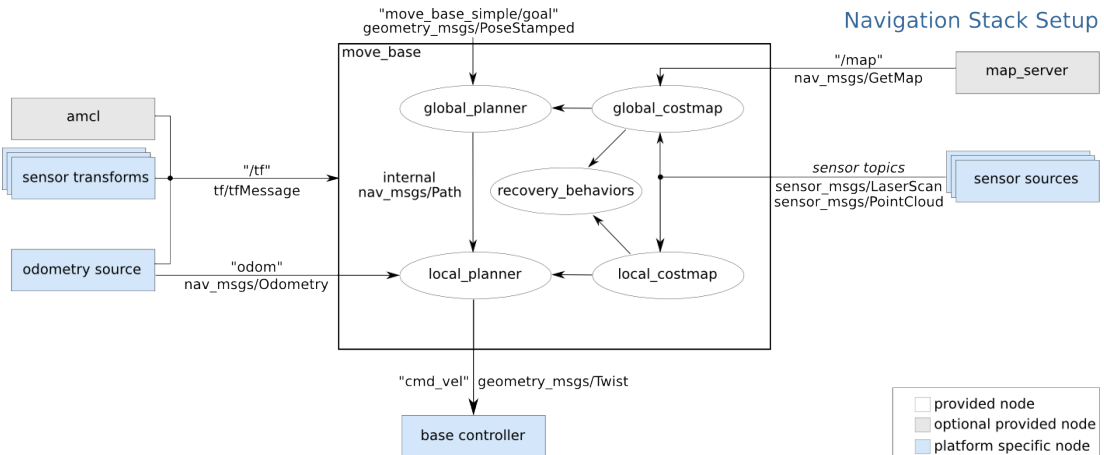 Navigation Stack Setup
"move_base_simple/goal"
geometry_msgs/PoseStamped
move_base
"/map"
nav_msgs/GetMap
map_server
amcl
global_planner
global_costmap
sensor transforms
"/tf"
tf/tfMessage
internal
nav_msgs/Path
recovery_behaviors
sensor topics
sensor_msgs/LaserScan
sensor_msgs/PointCloud
sensor sources
odometry source
"odom"
nav_msgs/Odometry
local_planner
local_costmap
"cmd_vel" geometry_msgs/Twist
base controller
provided node
optional provided node
platform specific node